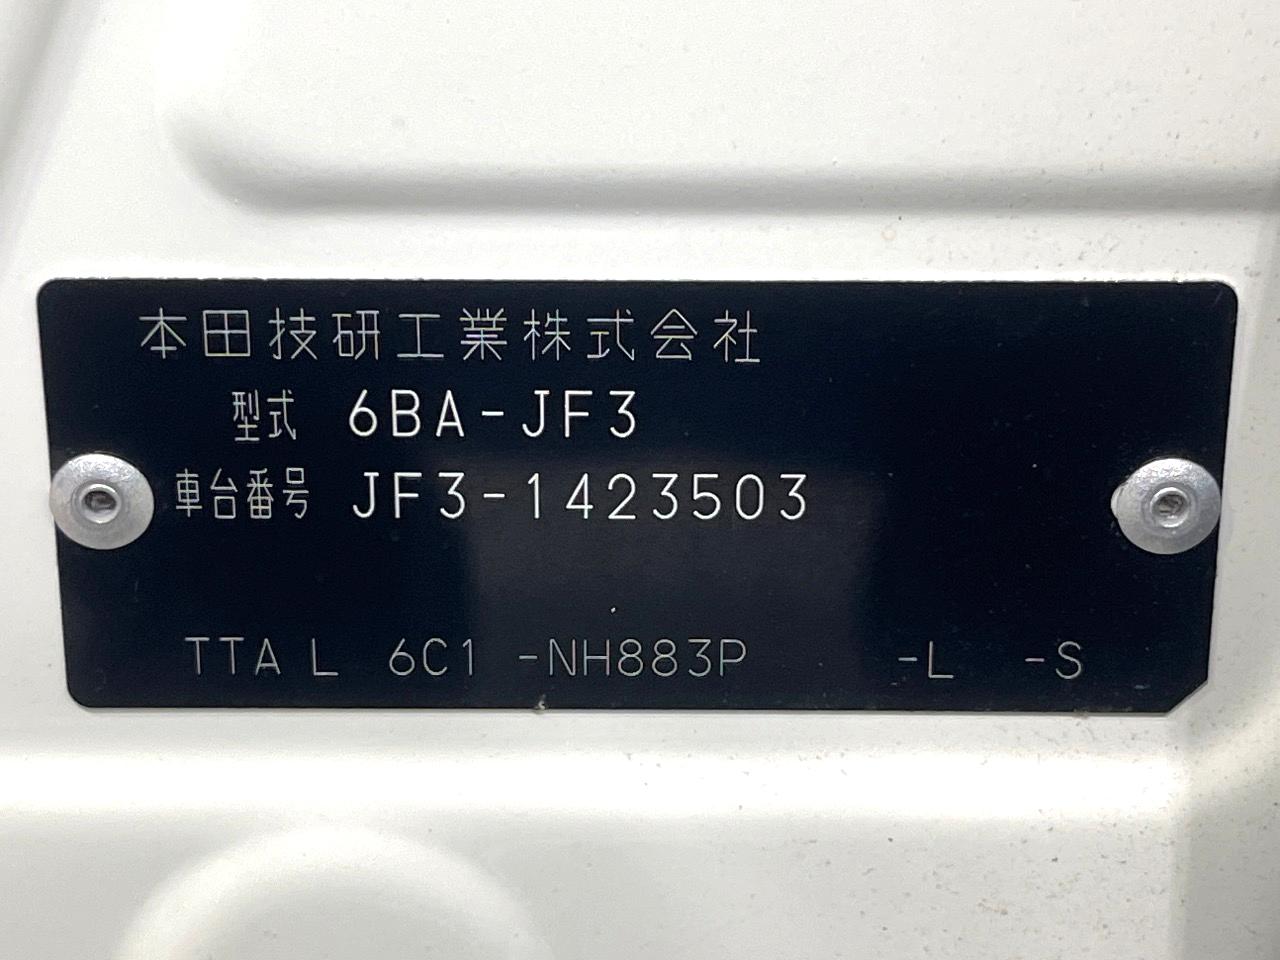 本田技研工業株式会社
型式 6BA-JF3
車台番号 JF3-1423503
TTA L 6C1 -NH883P -L -S